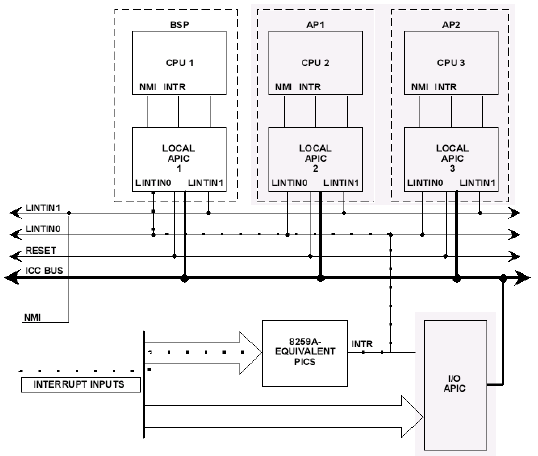 BSP AP1 AP2
CPU 1 CPU 2 CPU 3
NMI INTR NMI INTR NMI INTR
LOCAL APIC 1
LOCAL APIC 2
LOCAL APIC 3
LINTIN0 LINTIN1 LINTIN0 LINTIN1 LINTIN0 LINTIN1
LINTIN1
LINTIN0
RESET
ICC BUS
NMI
8259A-
EQUIVALENT
PICS
INTR
INTERRUPT INPUTS
I/O
APIC